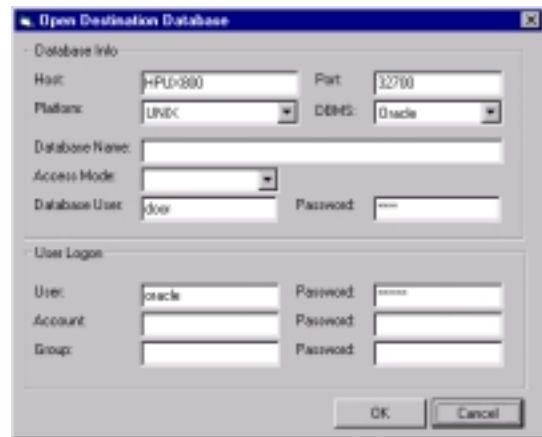 Open Destination Database
Database Info
Host: HPUX800 Port: 32700
Platform: UNIX DBMS: Oracle
Database Name:
Access Mode:
Database User: Password: ****
User Logon
User: oracle Password: ******
Account: Password:
Group: Password:
OK Cancel